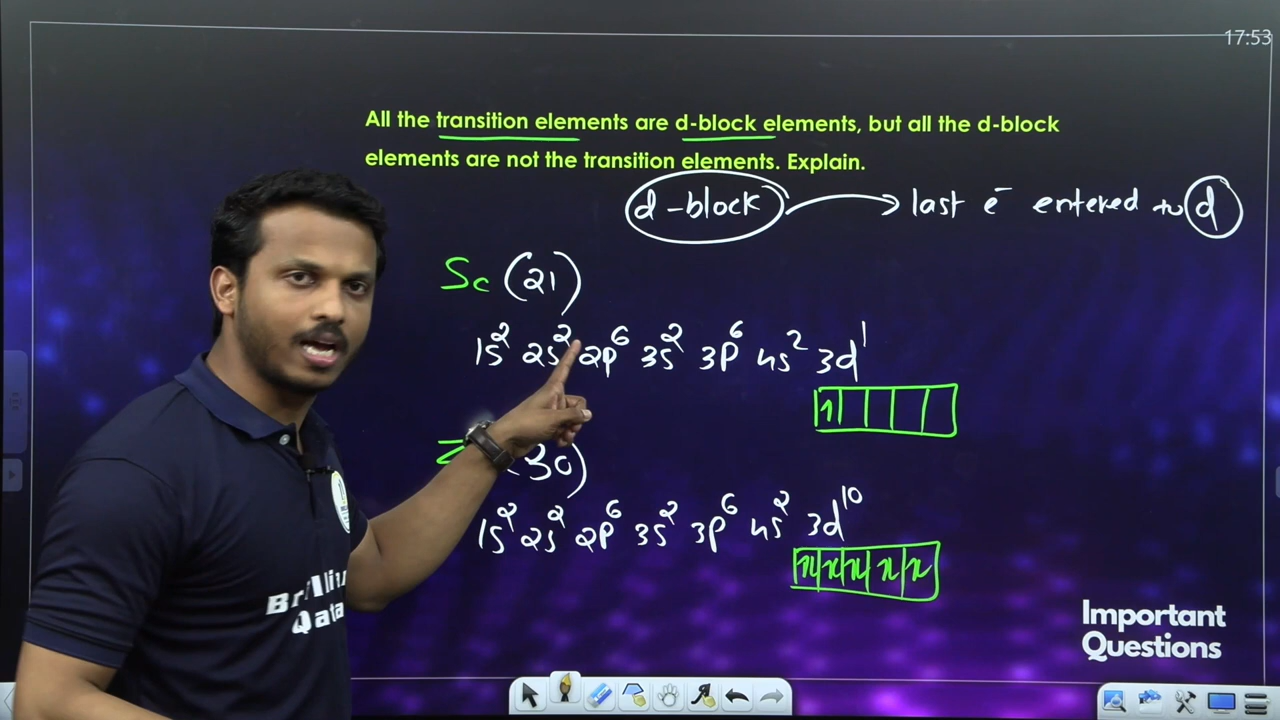 17:53
All the transition elements are d-block elements, but all the d-block
elements are not the transition elements. Explain.
d-block → last e⁻ entered to d
Sc (21)
1s² 2s² 2p⁶ 3s² 3p⁶ 4s² 3d¹
(30)
1s² 2s² 2p⁶ 3s² 3p⁶ 4s² 3d¹⁰
Important
Questions